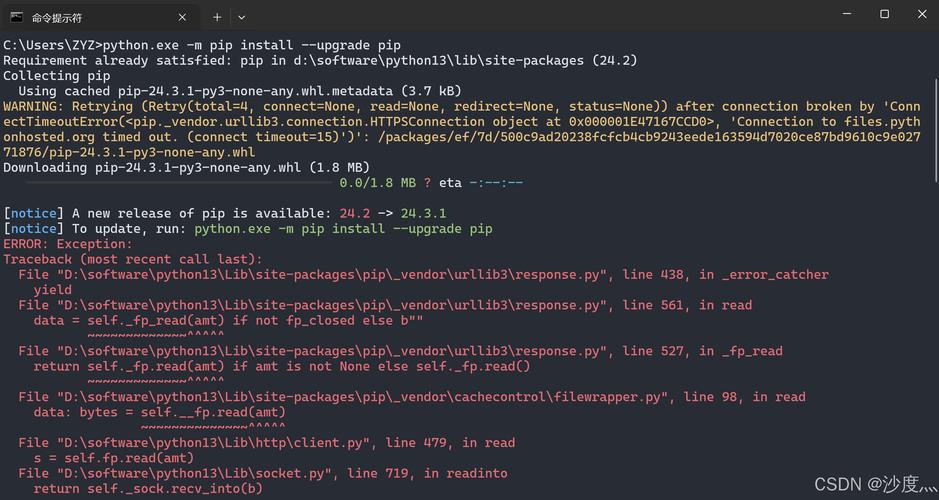 命令提示符
C:\Users\ZYZ>python.exe -m pip install --upgrade pip
Requirement already satisfied: pip in d:\software\python13\lib\site-packages (24.2)
Collecting pip
  Using cached pip-24.3.1-py3-none-any.whl.metadata (3.7 kB)
WARNING: Retrying (Retry(total=4, connect=None, read=None, redirect=None, status=None)) after connection broken by 'Conn
ectTimeoutError(<pip._vendor.urllib3.connection.HTTPSConnection object at 0x000001E47167CCD0>, 'Connection to files.pyth
onhosted.org timed out. (connect timeout=15)')': /packages/ef/7d/500c9ad20238fcfcb4cb9243eede163594d7020ce87bd9610c9e027
71876/pip-24.3.1-py3-none-any.whl
Downloading pip-24.3.1-py3-none-any.whl (1.8 MB)
0.0/1.8 MB ? eta -:--:--
[notice] A new release of pip is available: 24.2 -> 24.3.1
[notice] To update, run: python.exe -m pip install --upgrade pip
ERROR: Exception:
Traceback (most recent call last):
  File "D:\software\python13\Lib\site-packages\pip\_vendor\urllib3\response.py", line 438, in _error_catcher
    yield
  File "D:\software\python13\Lib\site-packages\pip\_vendor\urllib3\response.py", line 561, in read
    data = self._fp_read(amt) if not fp_closed else b""
           ~~~~~~~~~~~~~^^^^^
  File "D:\software\python13\Lib\site-packages\pip\_vendor\urllib3\response.py", line 527, in _fp_read
    return self._fp.read(amt) if amt is not None else self._fp.read()
           ~~~~~~~~~~~~~^^^^^
  File "D:\software\python13\Lib\site-packages\pip\_vendor\cachecontrol\filewrapper.py", line 98, in read
    data: bytes = self.__fp.read(amt)
                  ~~~~~~~~~~~~~~^^^^^
  File "D:\software\python13\Lib\http\client.py", line 479, in read
    s = self.fp.read(amt)
  File "D:\software\python13\Lib\socket.py", line 719, in readinto
    return self._sock.recv_into(b)
CSDN @沙度灬